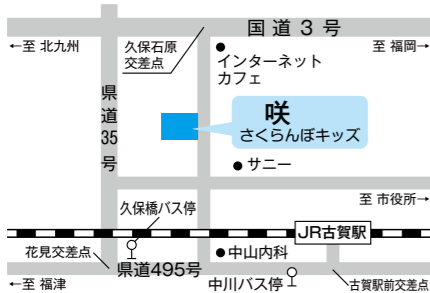 国道3号
←至 北九州
久保石原
交差点
至 福岡→
インターネット
カフェ
県道35号
咲
さくらんぼキッズ
サニー
至 市役所→
久保橋バス停
JR古賀駅
花見交差点
中山内科
県道495号
←至 福津
中川バス停
古賀駅前交差点